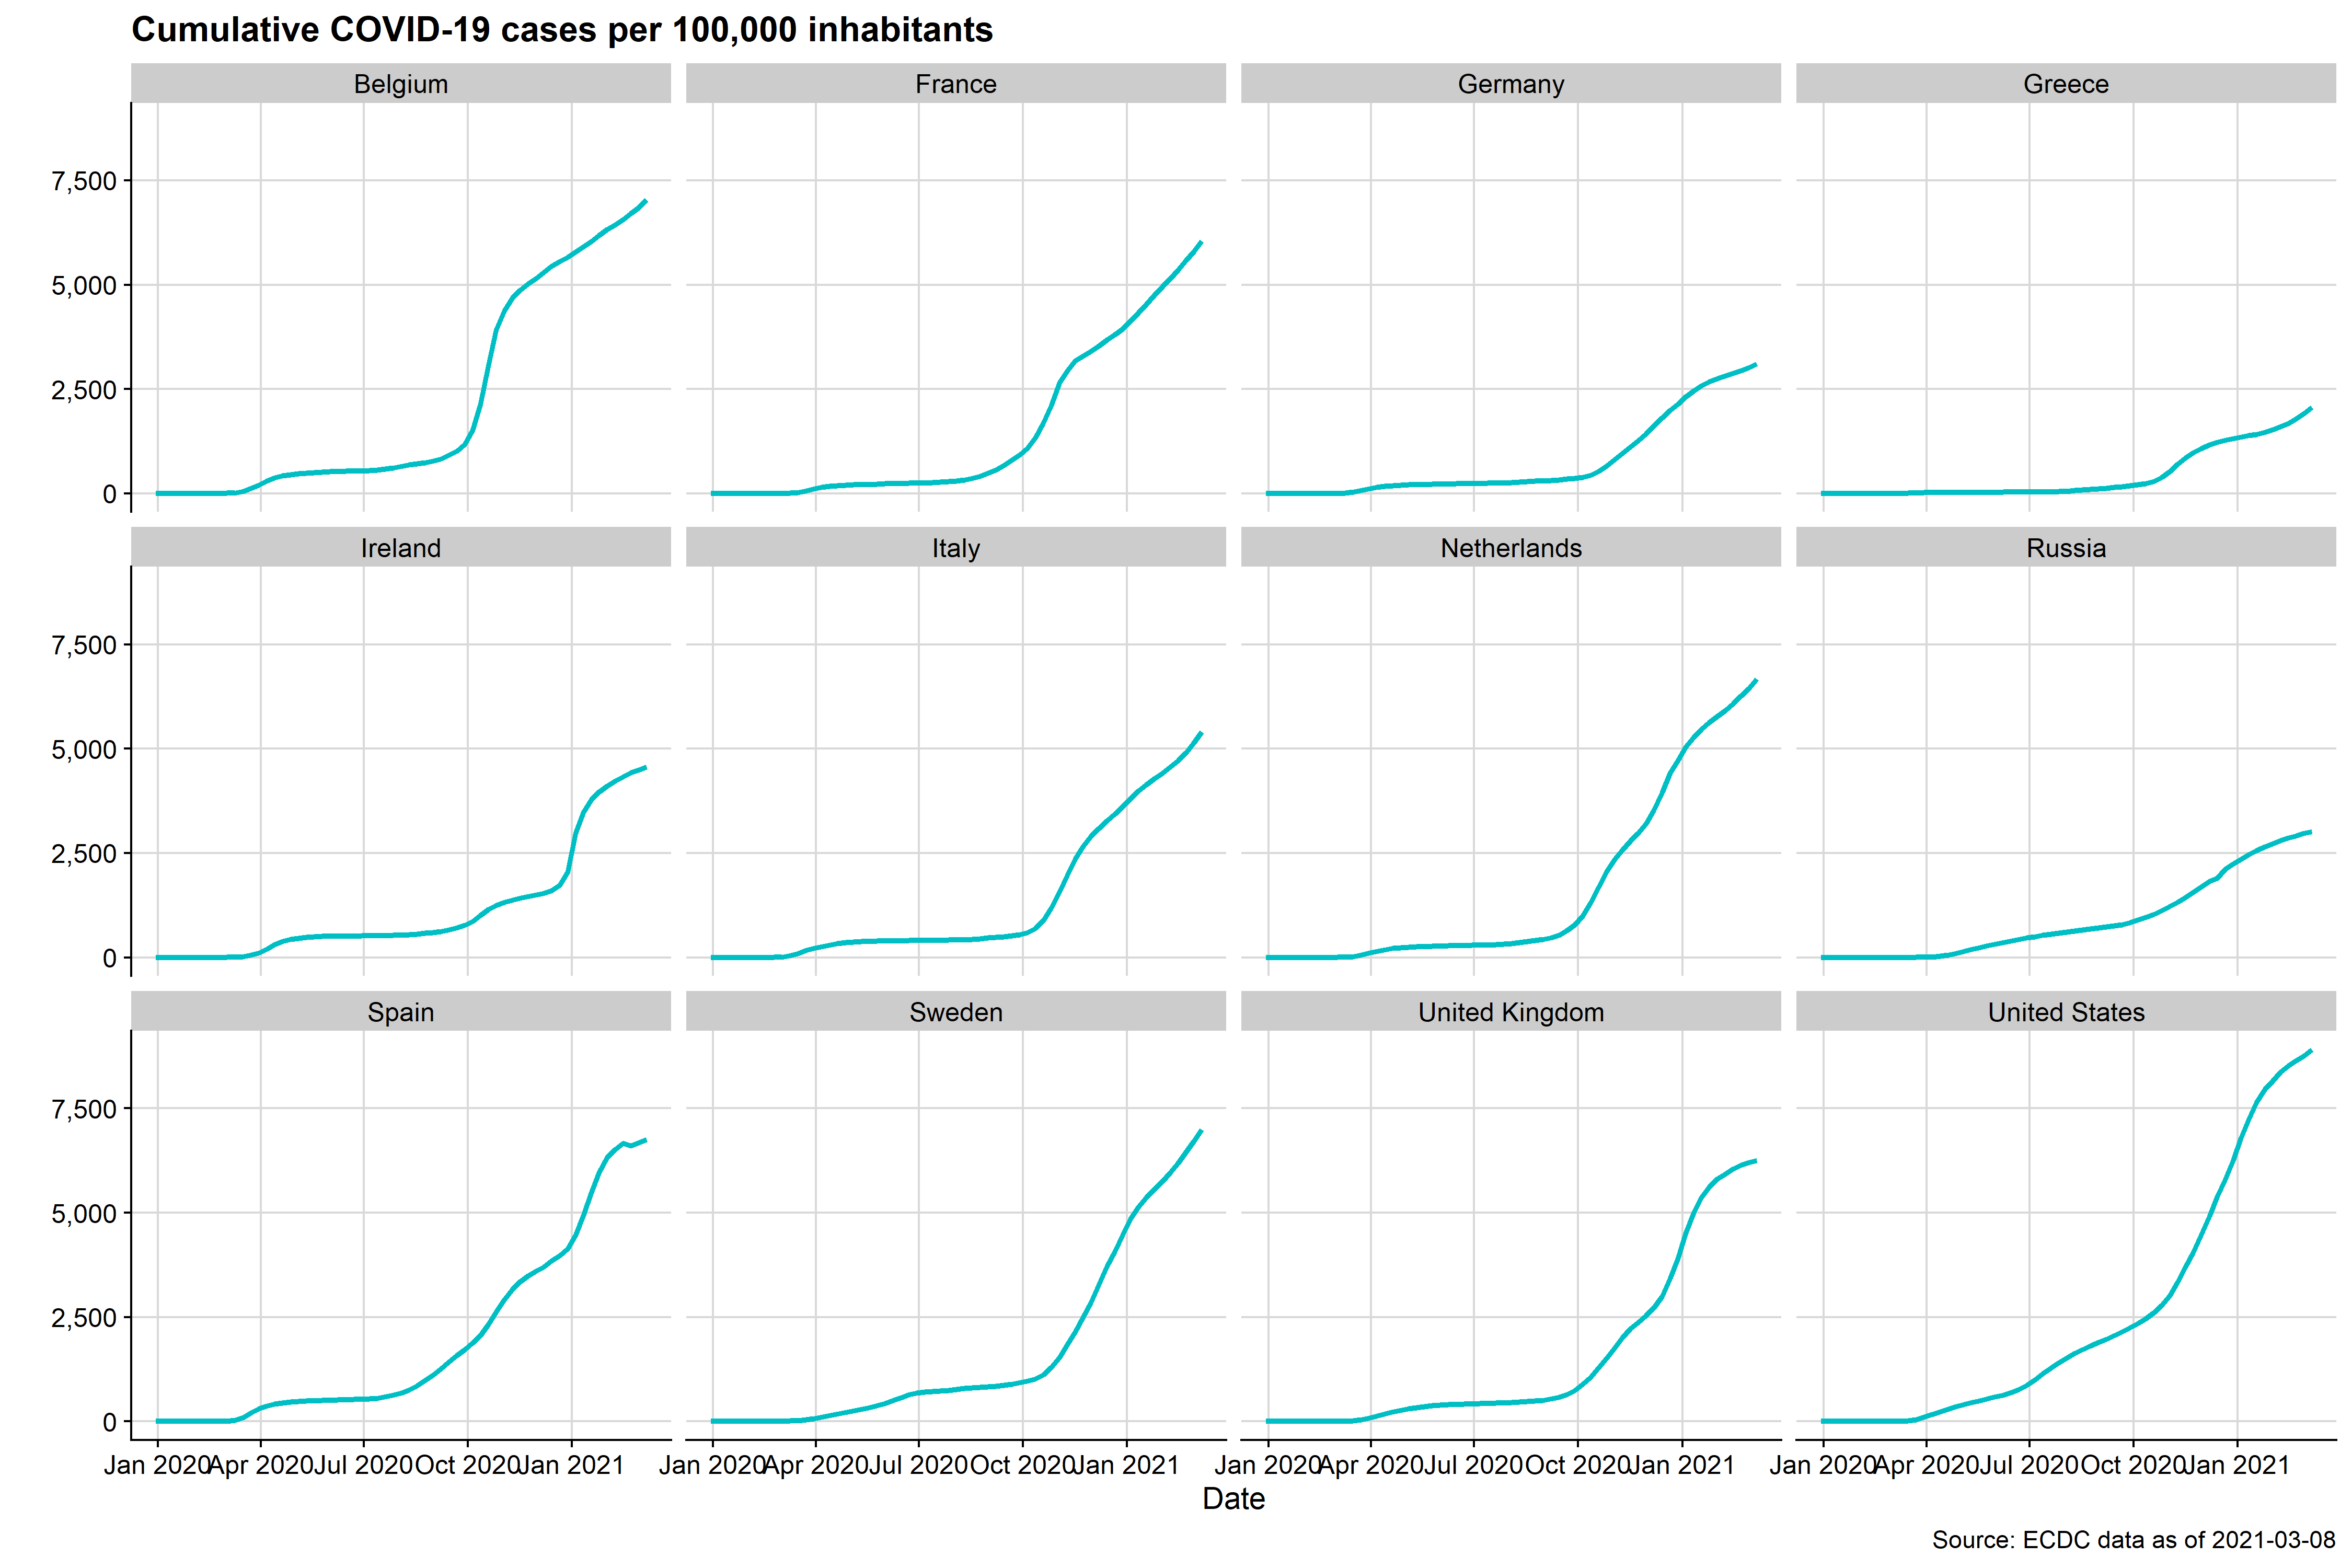 Cumulative COVID-19 cases per 100,000 inhabitants
Belgium France Germany Greece
7,500
5,000
2,500
0
Ireland Italy Netherlands Russia
7,500
5,000
2,500
0
Spain Sweden United Kingdom United States
7,500
5,000
2,500
0
Jan 2020 Apr 2020 Jul 2020 Oct 2020 Jan 2021 Jan 2020 Apr 2020 Jul 2020 Oct 2020 Jan 2021 Jan 2020 Apr 2020 Jul 2020 Oct 2020 Jan 2021 Jan 2020 Apr 2020 Jul 2020 Oct 2020 Jan 2021
Date
Source: ECDC data as of 2021-03-08